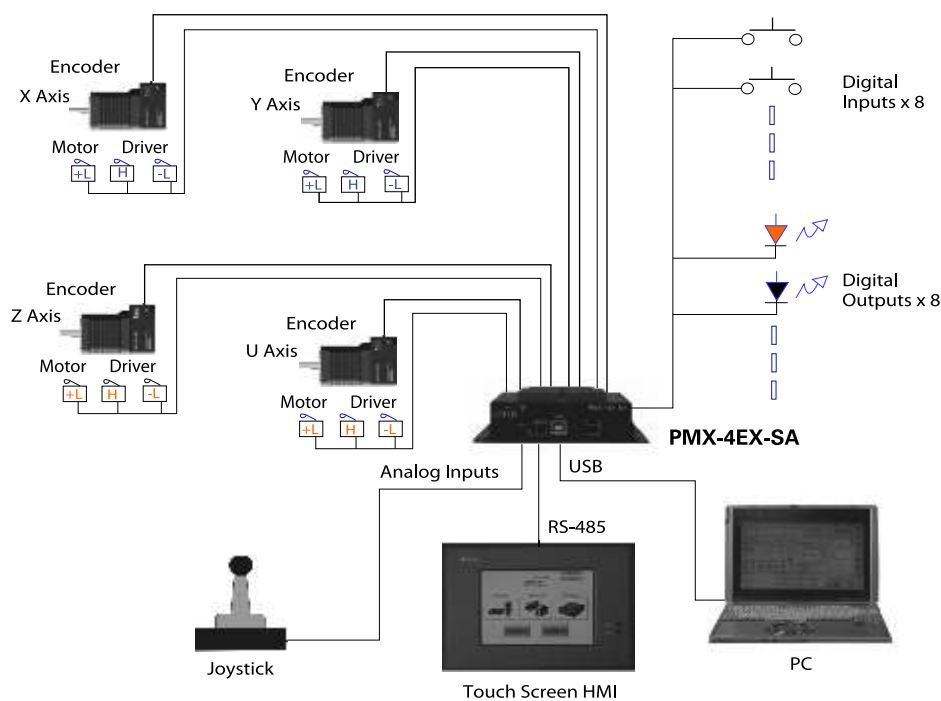 Encoder
X Axis
Motor Driver
+L H -L
Encoder
Y Axis
Motor Driver
+L H -L
Digital
Inputs x 8
Encoder
Z Axis
Motor Driver
+L H -L
Encoder
U Axis
Motor Driver
+L H -L
Digital
Outputs x 8
PMX-4EX-SA
Analog Inputs
USB
RS-485
Joystick
Touch Screen HMI
PC